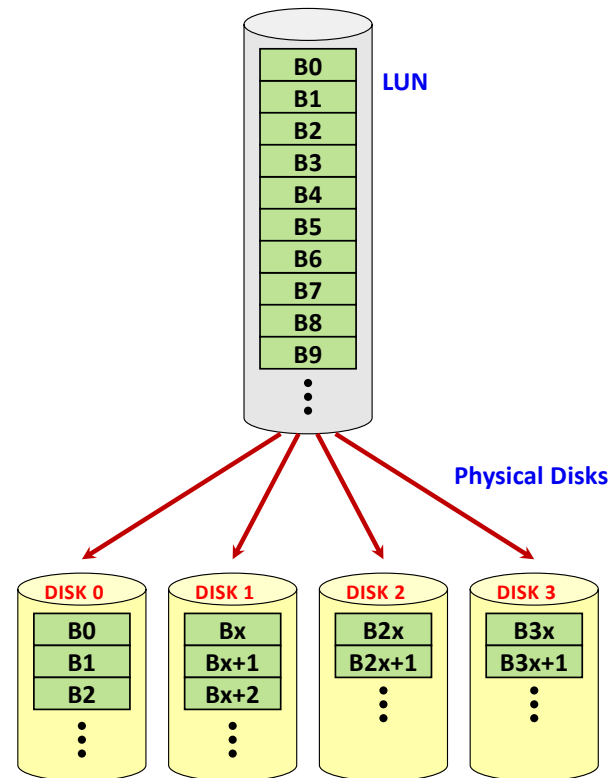 B0
LUN
B1
B2
B3
B4
B5
B6
B7
B8
B9
Physical Disks
DISK 0
B0
B1
B2
DISK 1
Bx
Bx+1
Bx+2
DISK 2
B2x
B2x+1
DISK 3
B3x
B3x+1